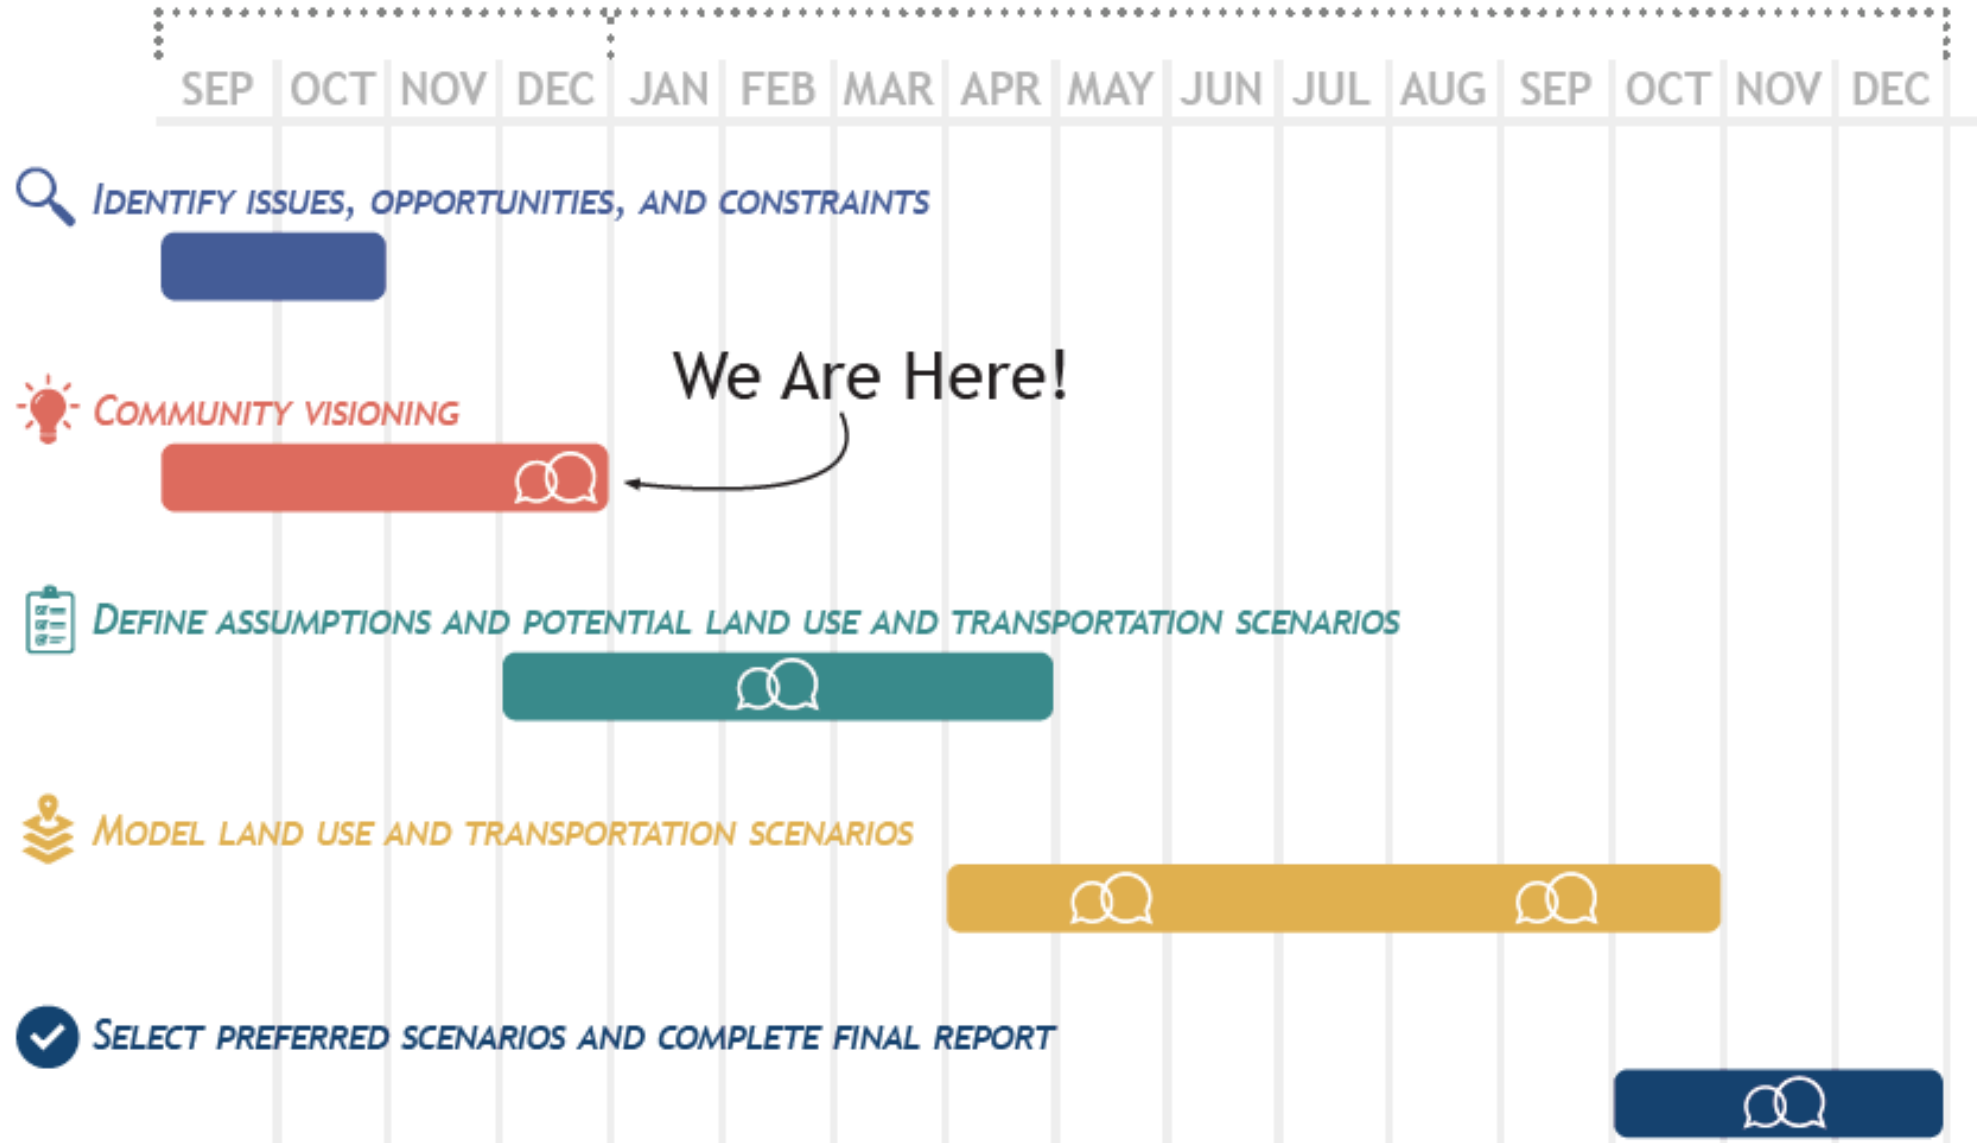 SEP OCT NOV DEC JAN FEB MAR APR MAY JUN JUL AUG SEP OCT NOV DEC
IDENTIFY ISSUES, OPPORTUNITIES, AND CONSTRAINTS
We Are Here!
COMMUNITY VISIONING
DEFINE ASSUMPTIONS AND POTENTIAL LAND USE AND TRANSPORTATION SCENARIOS
MODEL LAND USE AND TRANSPORTATION SCENARIOS
SELECT PREFERRED SCENARIOS AND COMPLETE FINAL REPORT